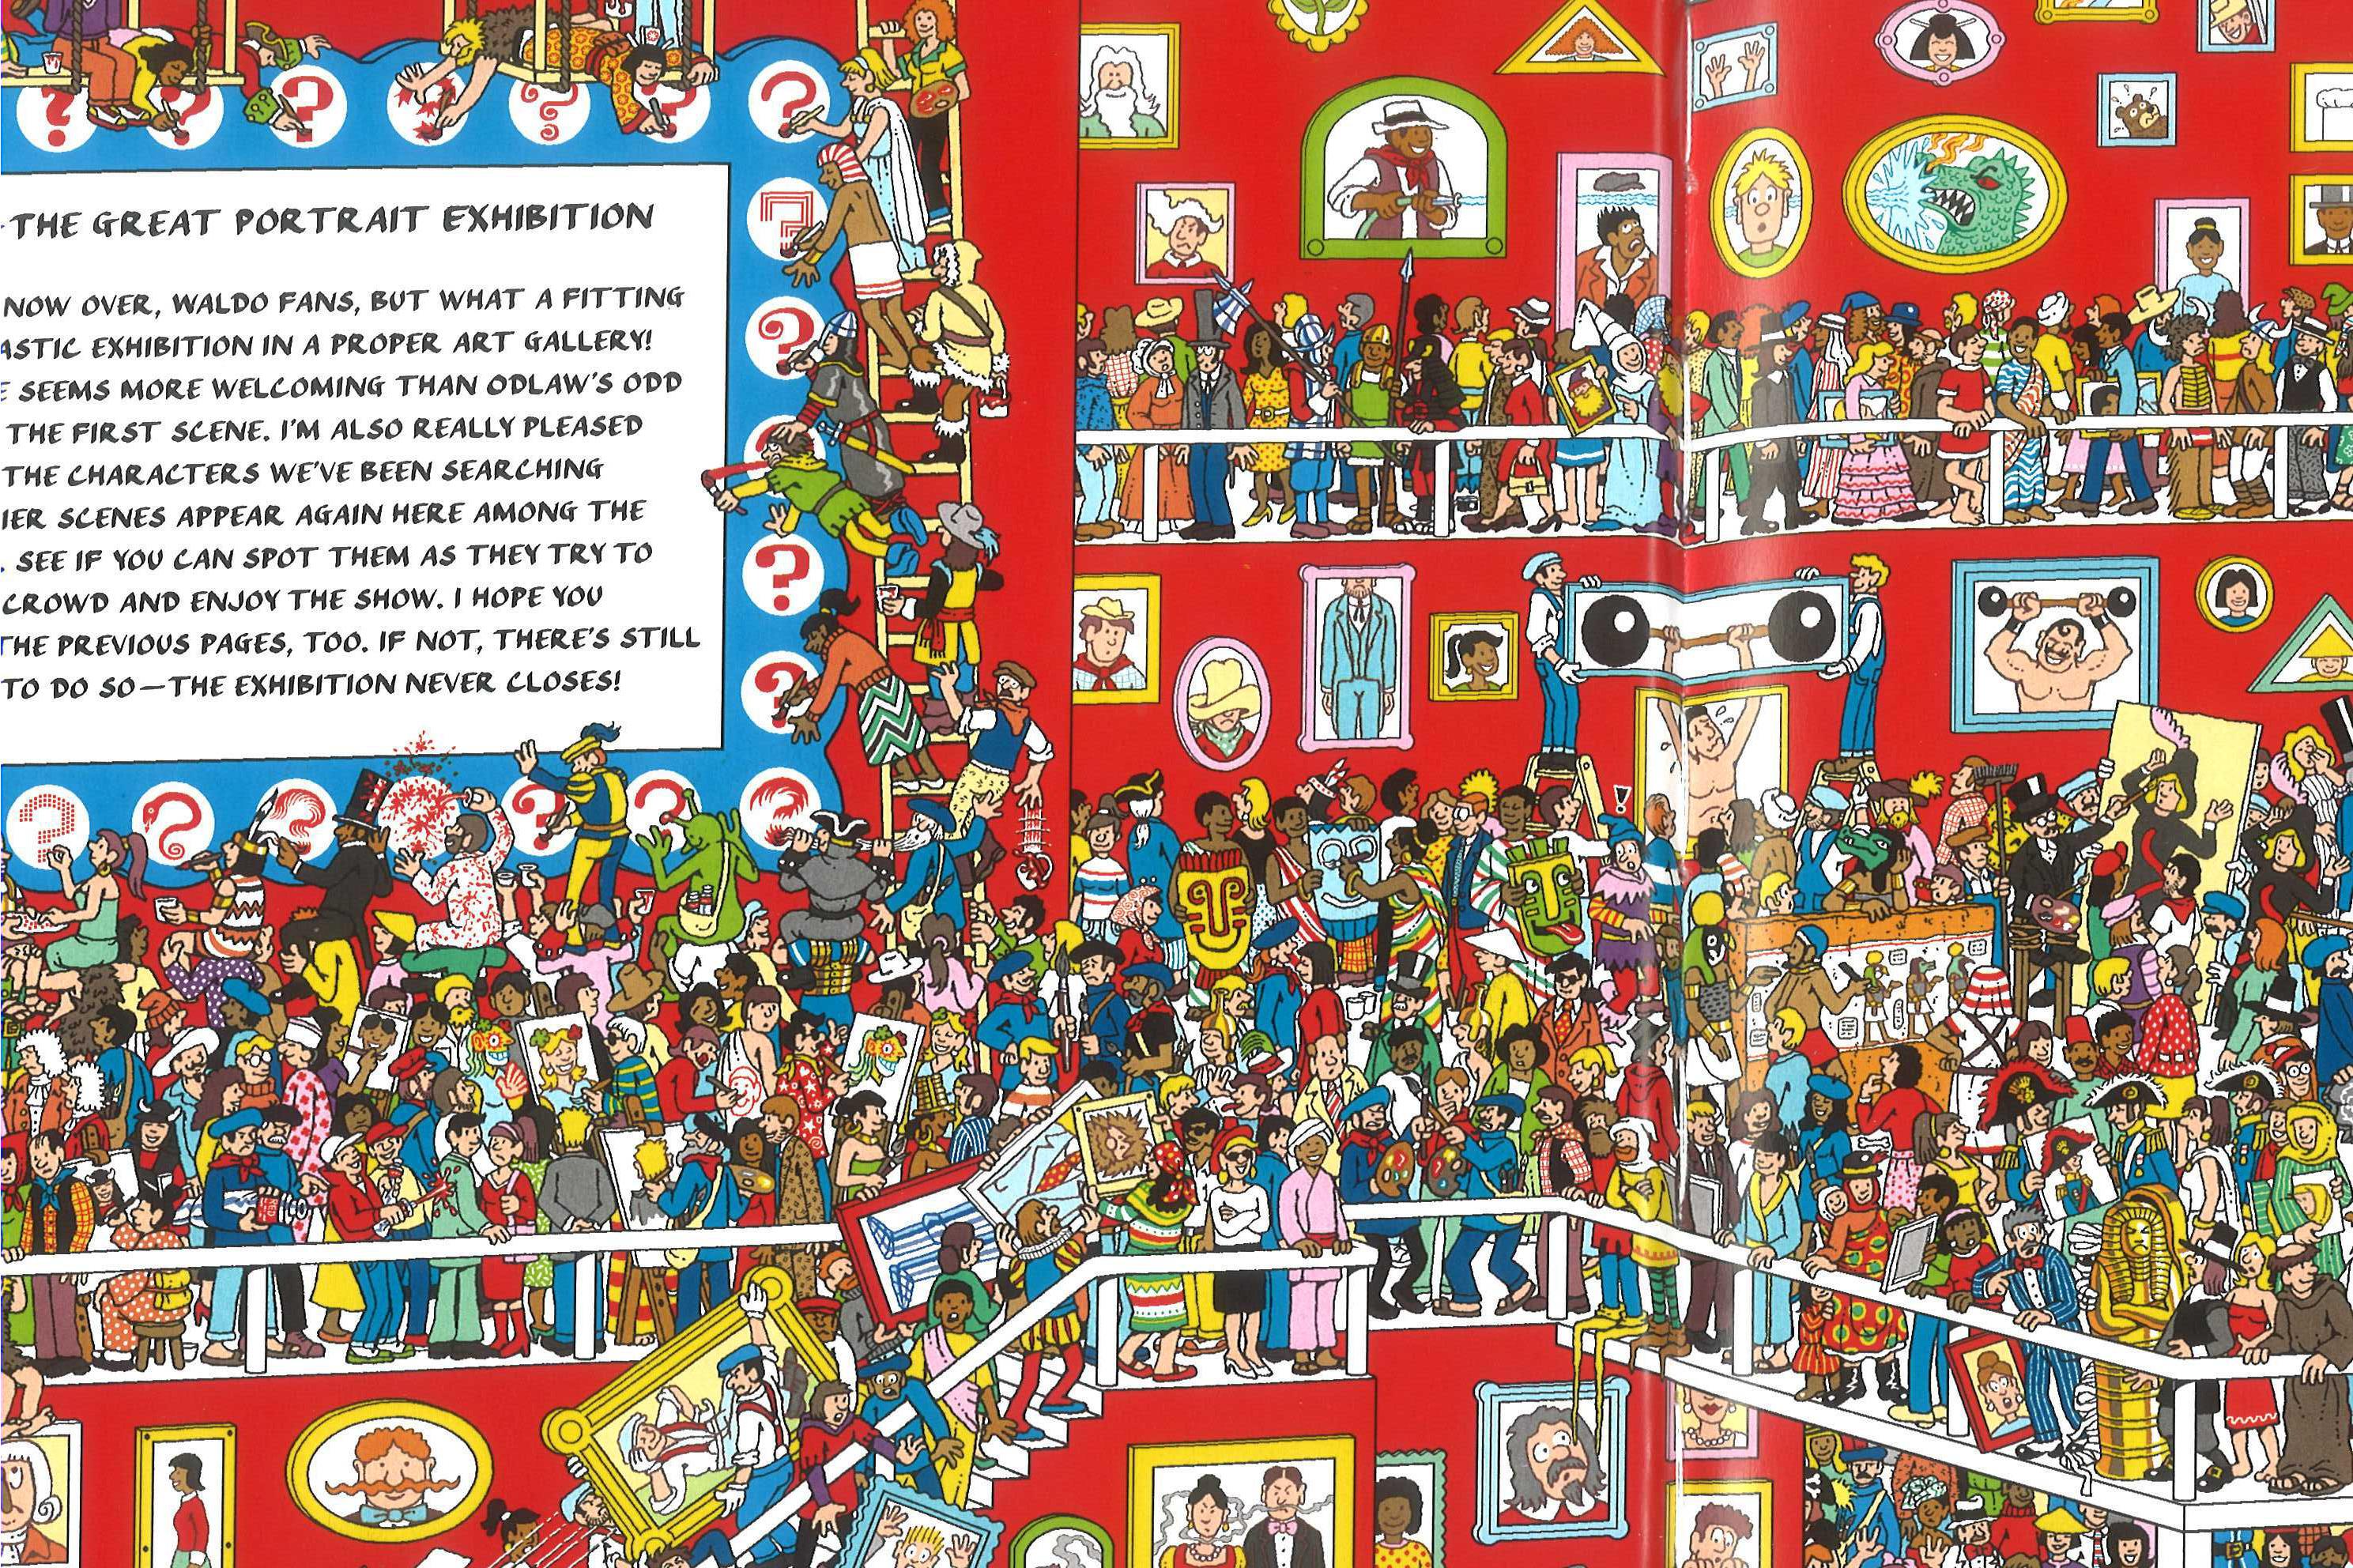 THE GREAT PORTRAIT EXHIBITION
NOW OVER, WALDO FANS, BUT WHAT A FITTING
ASTIC EXHIBITION IN A PROPER ART GALLERY!
E SEEMS MORE WELCOMING THAN ODLAW'S ODD
THE FIRST SCENE. I'M ALSO REALLY PLEASED
THE CHARACTERS WE'VE BEEN SEARCHING
IER SCENES APPEAR AGAIN HERE AMONG THE
. SEE IF YOU CAN SPOT THEM AS THEY TRY TO
CROWD AND ENJOY THE SHOW. I HOPE YOU
THE PREVIOUS PAGES, TOO. IF NOT, THERE'S STILL
TO DO SO—THE EXHIBITION NEVER CLOSES!
RED